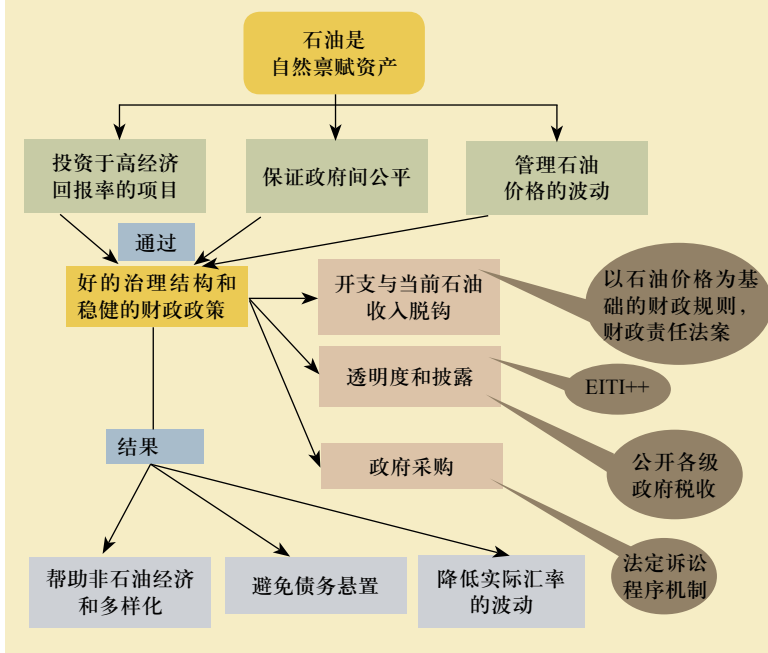 石油是
自然禀赋资产
投资于高经济
回报率的项目
保证政府间公平
管理石油
价格的波动
通过
好的治理结构和
稳健的财政政策
开支与当前石油
收入脱钩
以石油价格为基
础的财政规则，
财政责任法案
透明度和披露
EITI++
结果
政府采购
公开各级
政府税收
法定诉讼
程序机制
帮助非石油经济
和多样化
避免债务悬置
降低实际汇率
的波动